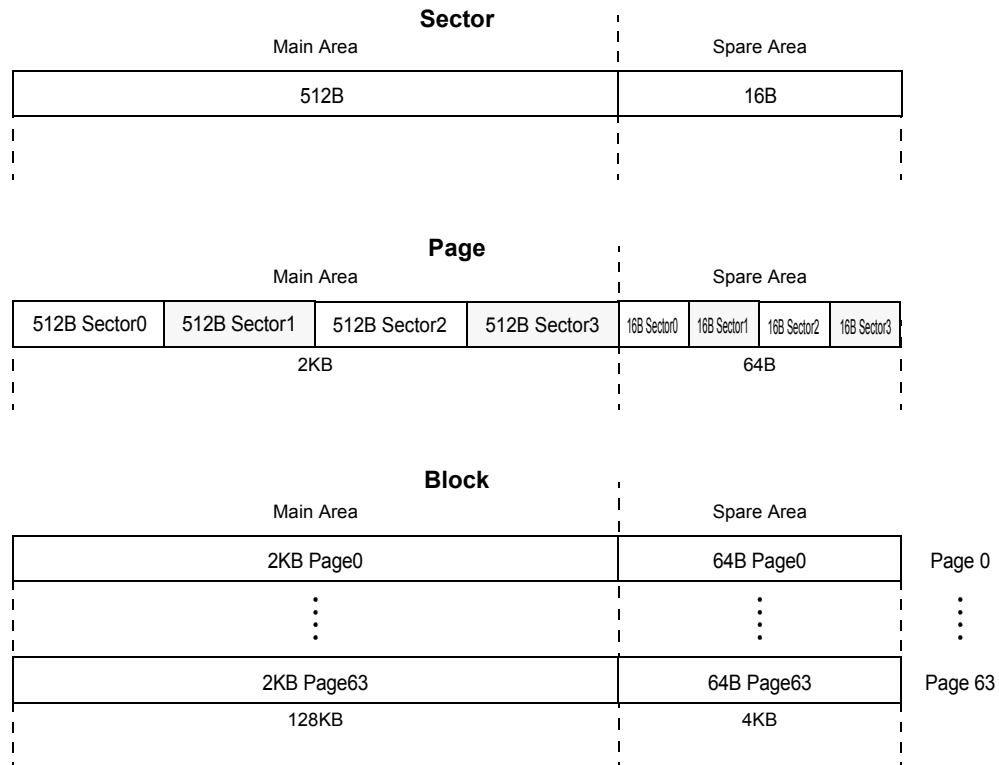 Sector
Main Area Spare Area
512B 16B
Page
Main Area Spare Area
512B Sector0 512B Sector1 512B Sector2 512B Sector3 16B Sector0 16B Sector1 16B Sector2 16B Sector3
2KB 64B
Block
Main Area Spare Area
2KB Page0 64B Page0 Page 0
2KB Page63 64B Page63 Page 63
128KB 4KB